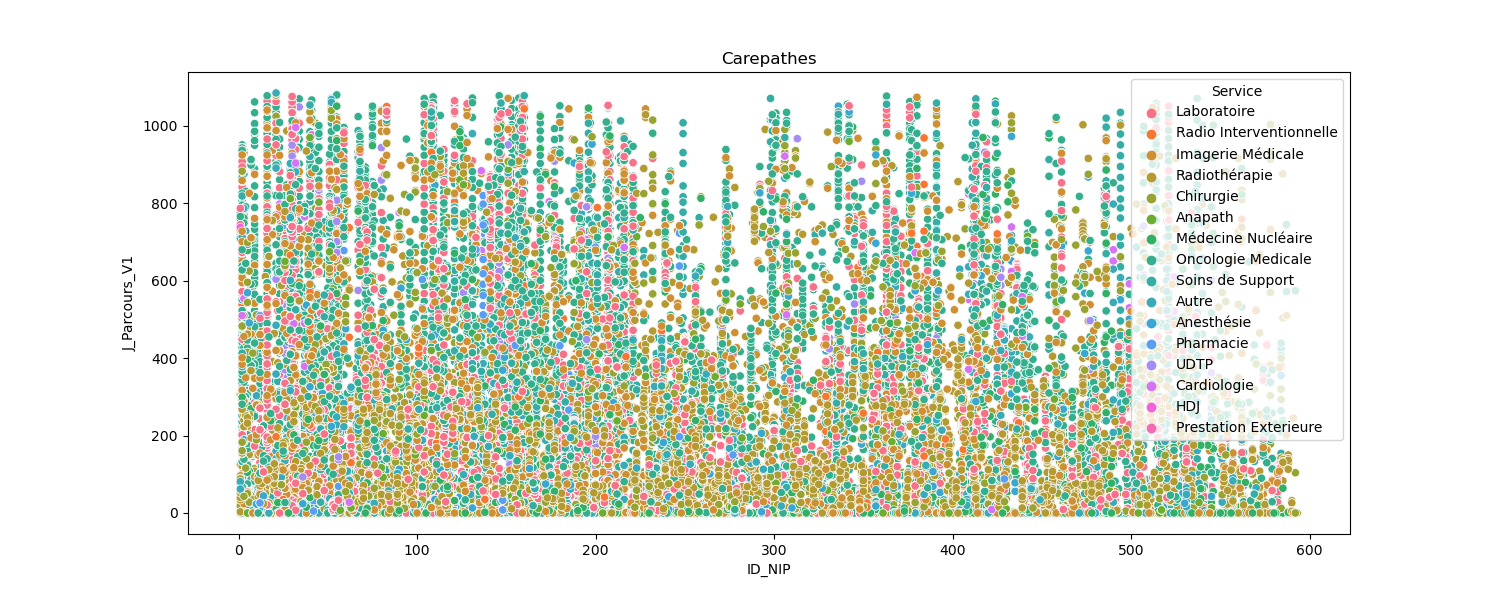 Carepathes
Service
Laboratoire
Radio Interventionnelle
Imagerie Médicale
Radiothérapie
Chirurgie
Anapath
Médecine Nucléaire
Oncologie Medicale
Soins de Support
Autre
Anesthésie
Pharmacie
UDTP
Cardiologie
HDJ
Prestation Exterieure
J_Parcours_V1
1000
800
600
400
200
0
0 100 200 300 400 500 600
ID_NIP